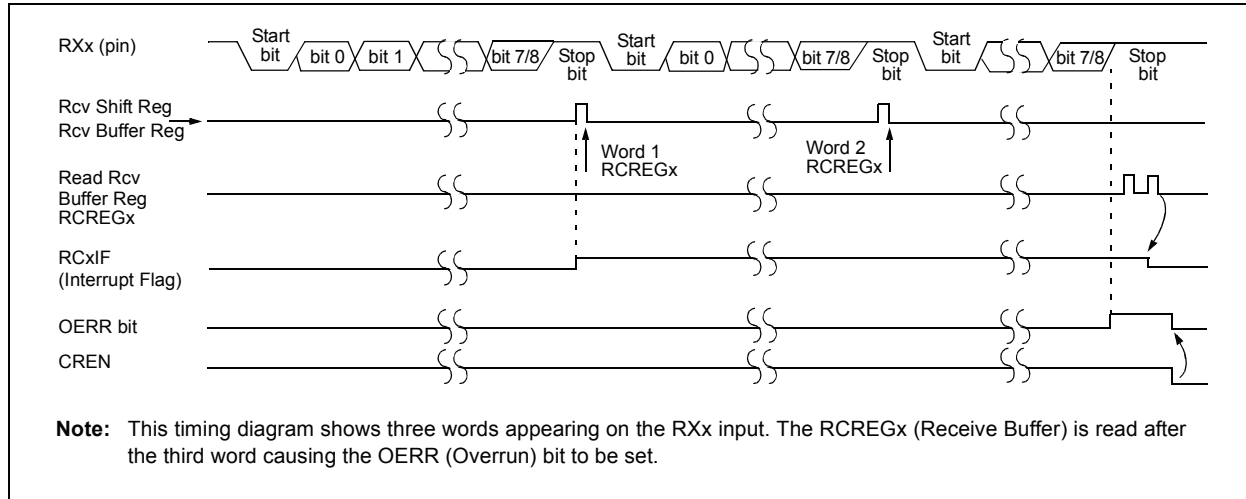 RXx (pin)
Start bit
bit 0
bit 1
bit 7/8
Stop bit
Start bit
bit 0
bit 7/8
Stop bit
Start bit
bit 7/8
Stop bit
Rcv Shift Reg
Rcv Buffer Reg
Word 1
RCREGx
Word 2
RCREGx
Read Rcv
Buffer Reg
RCREGx
RCxIF
(Interrupt Flag)
OERR bit
CREN
Note: This timing diagram shows three words appearing on the RXx input. The RCREGx (Receive Buffer) is read after
the third word causing the OERR (Overrun) bit to be set.